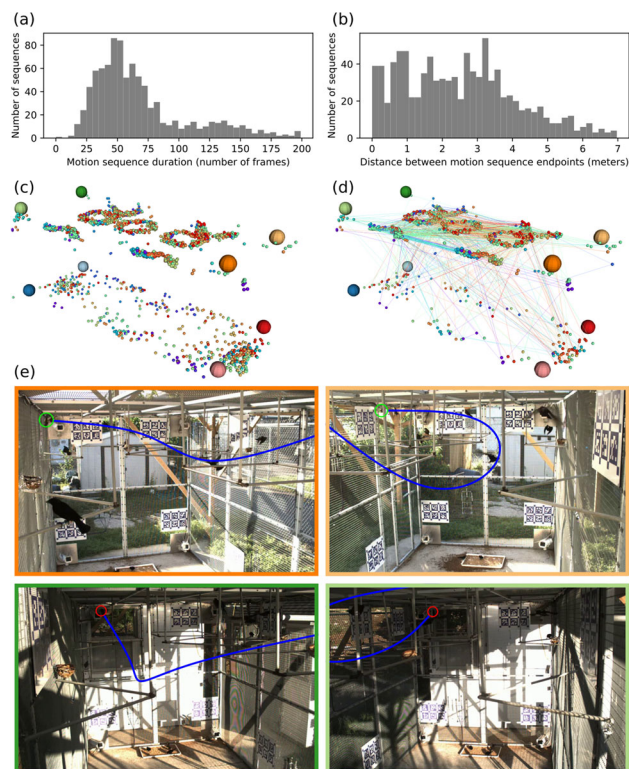 (a)
(b)
Number of sequences
80
60
40
20
0
0
25
50
75
100
125
150
175
200
Motion sequence duration (number of frames)
Number of sequences
40
20
0
0
1
2
3
4
5
6
7
Distance between motion sequence endpoints (meters)
(c)
(d)
(e)